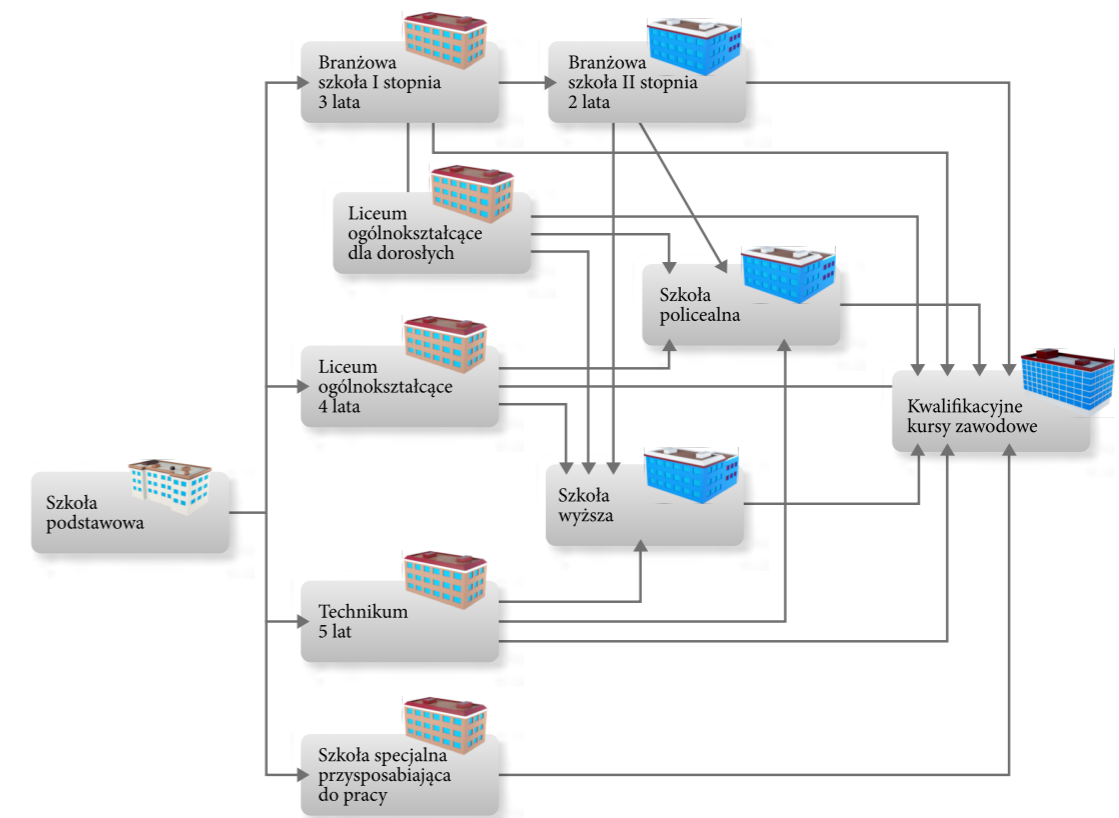 Branżowa
szkoła I stopnia
3 lata
Branżowa
szkoła II stopnia
2 lata
Liceum
ogólnokształcące
dla dorosłych
Szkoła
policealna
Liceum
ogólnokształcące
4 lata
Kwalifikacyjne
kursy zawodowe
Szkoła
podstawowa
Szkoła
wyższa
Technikum
5 lat
Szkoła specjalna
przysposabiająca
do pracy